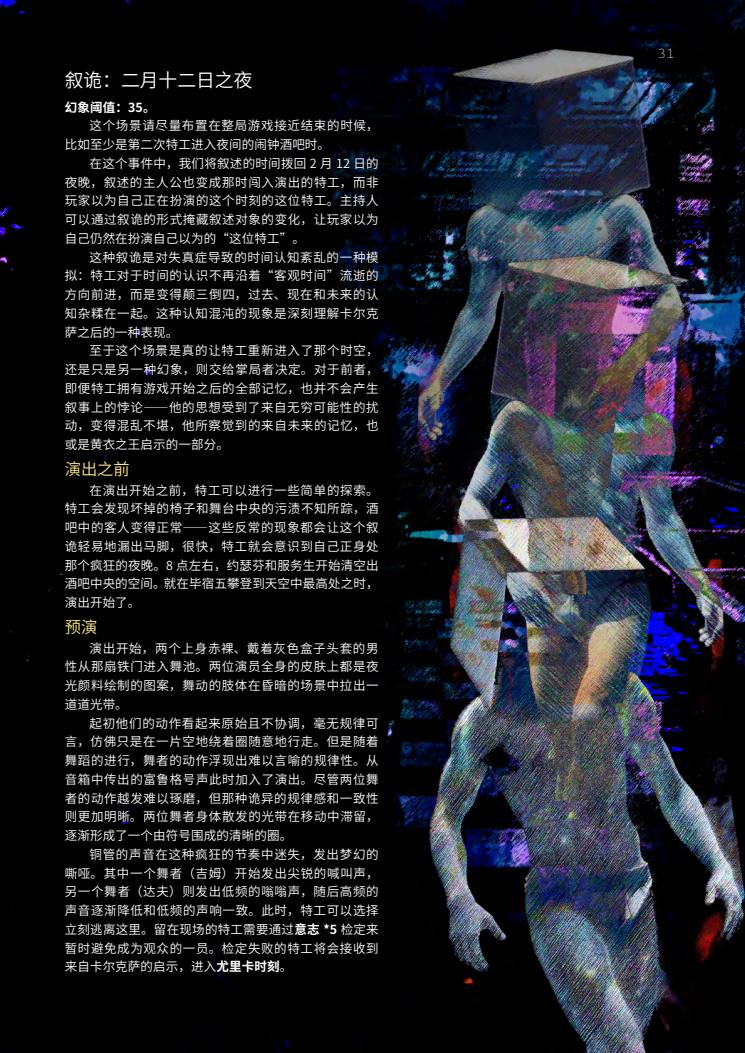 31
叙诡：二月十二日之夜
幻象阈值：35。
这个场景请尽量布置在整局游戏接近结束的时候，
比如至少是第二次特工进入夜间的闹钟酒吧时。
在这个事件中，我们将叙述的时间拨回 2 月 12 日的
夜晚，叙述的主人公也变成那时闯入演出的特工，而非
玩家以为自己正在扮演的这个时刻的这位特工。主持人
可以通过叙诡的形式掩藏叙述对象的变化，让玩家以为
自己仍然在扮演自己以为的“这位特工”。
这种叙诡是对失真症导致的时间认知紊乱的一种模
拟：特工对于时间的认识不再沿着“客观时间”流逝的
方向前进，而是变得颠三倒四，过去、现在和未来的认
知杂糅在一起。这种认知混沌的现象是深刻理解卡尔克
萨之后的一种表现。
至于这个场景是真的让特工重新进入了那个时空，
还是只是另一种幻象，则交给掌局者决定。对于前者，
即便特工拥有游戏开始之后的全部记忆，也并不会产生
叙事上的悖论——他的思想受到了来自无穷可能性的扰
动，变得混乱不堪，他所察觉到的来自未来的记忆，也
或是黄衣之王启示的一部分。
演出之前
在演出开始之前，特工可以进行一些简单的探索。
特工会发现坏掉的椅子和舞台中央的污渍不知所踪，酒
吧中的客人变得正常——这些反常的现象都会让这个叙
诡轻易地漏出马脚，很快，特工就会意识到自己正身处
那个疯狂的夜晚。8 点左右，约瑟芬和服务生开始清空出
酒吧中央的空间。就在毕宿五攀登到天空中最高处之时，
演出开始了。
预演
演出开始，两个上身赤裸、戴着灰色盒子头套的男
性从那扇铁门进入舞池。两位演员全身的皮肤上都是夜
光颜料绘制的图案，舞动的肢体在昏暗的场景中拉出一
道道光带。
起初他们的动作看起来原始且不协调，毫无规律可
言，仿佛只是在一片空地绕着圈随意地行走。但是随着
舞蹈的进行，舞者的动作浮现出难以言喻的规律性。从
音箱中传出的富鲁格号声此时加入了演出。尽管两位舞
者的动作越发难以琢磨，但那种诡异的规律感和一致性
则更加明晰。两位舞者身体散发的光带在移动中滞留，
逐渐形成了一个由符号围成的清晰的圈。
铜管的声音在这种疯狂的节奏中迷失，发出梦幻的
嘶哑。其中一个舞者（吉姆）开始发出尖锐的喊叫声，
另一个舞者（达夫）则发出低频的嗡嗡声，随后高频的
声音逐渐降低和低频的声响一致。此时，特工可以选择
立刻逃离这里。留在现场的特工需要通过意志 *5 检定来
暂时避免成为观众的一员。检定失败的特工将会接收到
来自卡尔克萨的启示，进入尤里卡时刻。